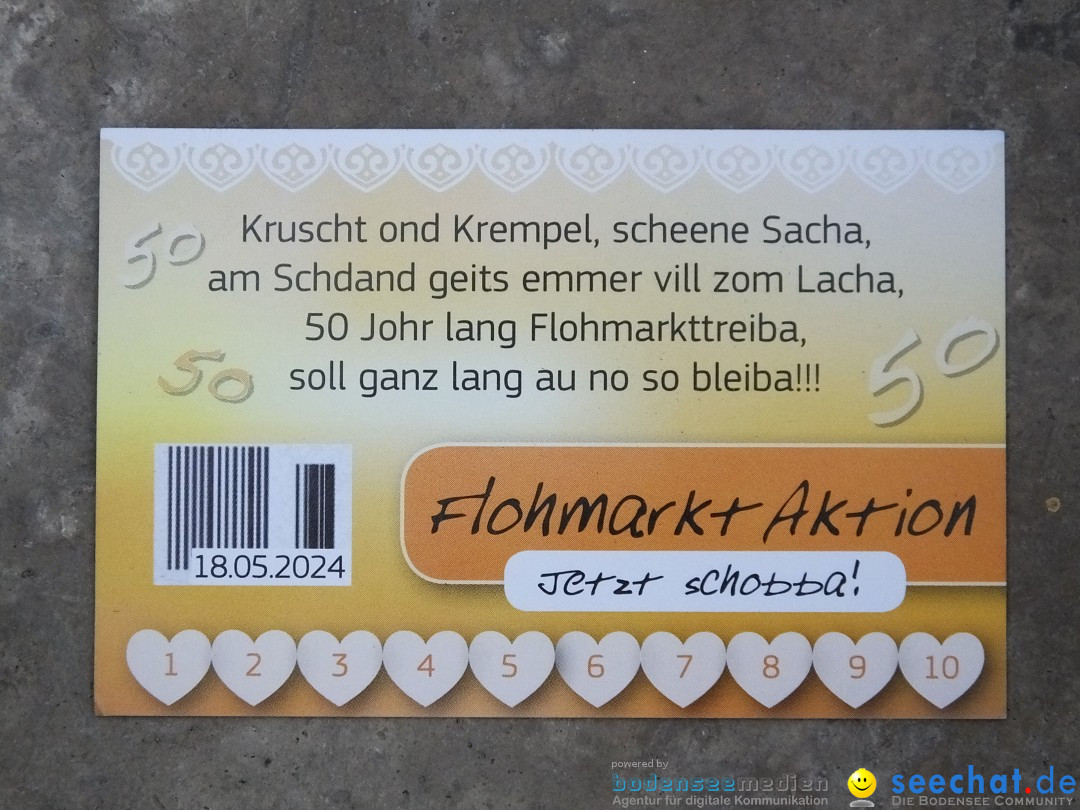 Kruscht ond Krempel, scheene Sacha,
am Schdand geits emmer vill zom Lacha,
50 Johr lang Flohmarkttreiba,
soll ganz lang au no so bleiba!!!
50
50
50
18.05.2024
Flohmarkt Aktion
Jetzt schobba!
1 2 3 4 5 6 7 8 9 10
powered by
bodenseemedien
Agentur für digitale Kommunikation
seechat.de
Die Bodensee Community